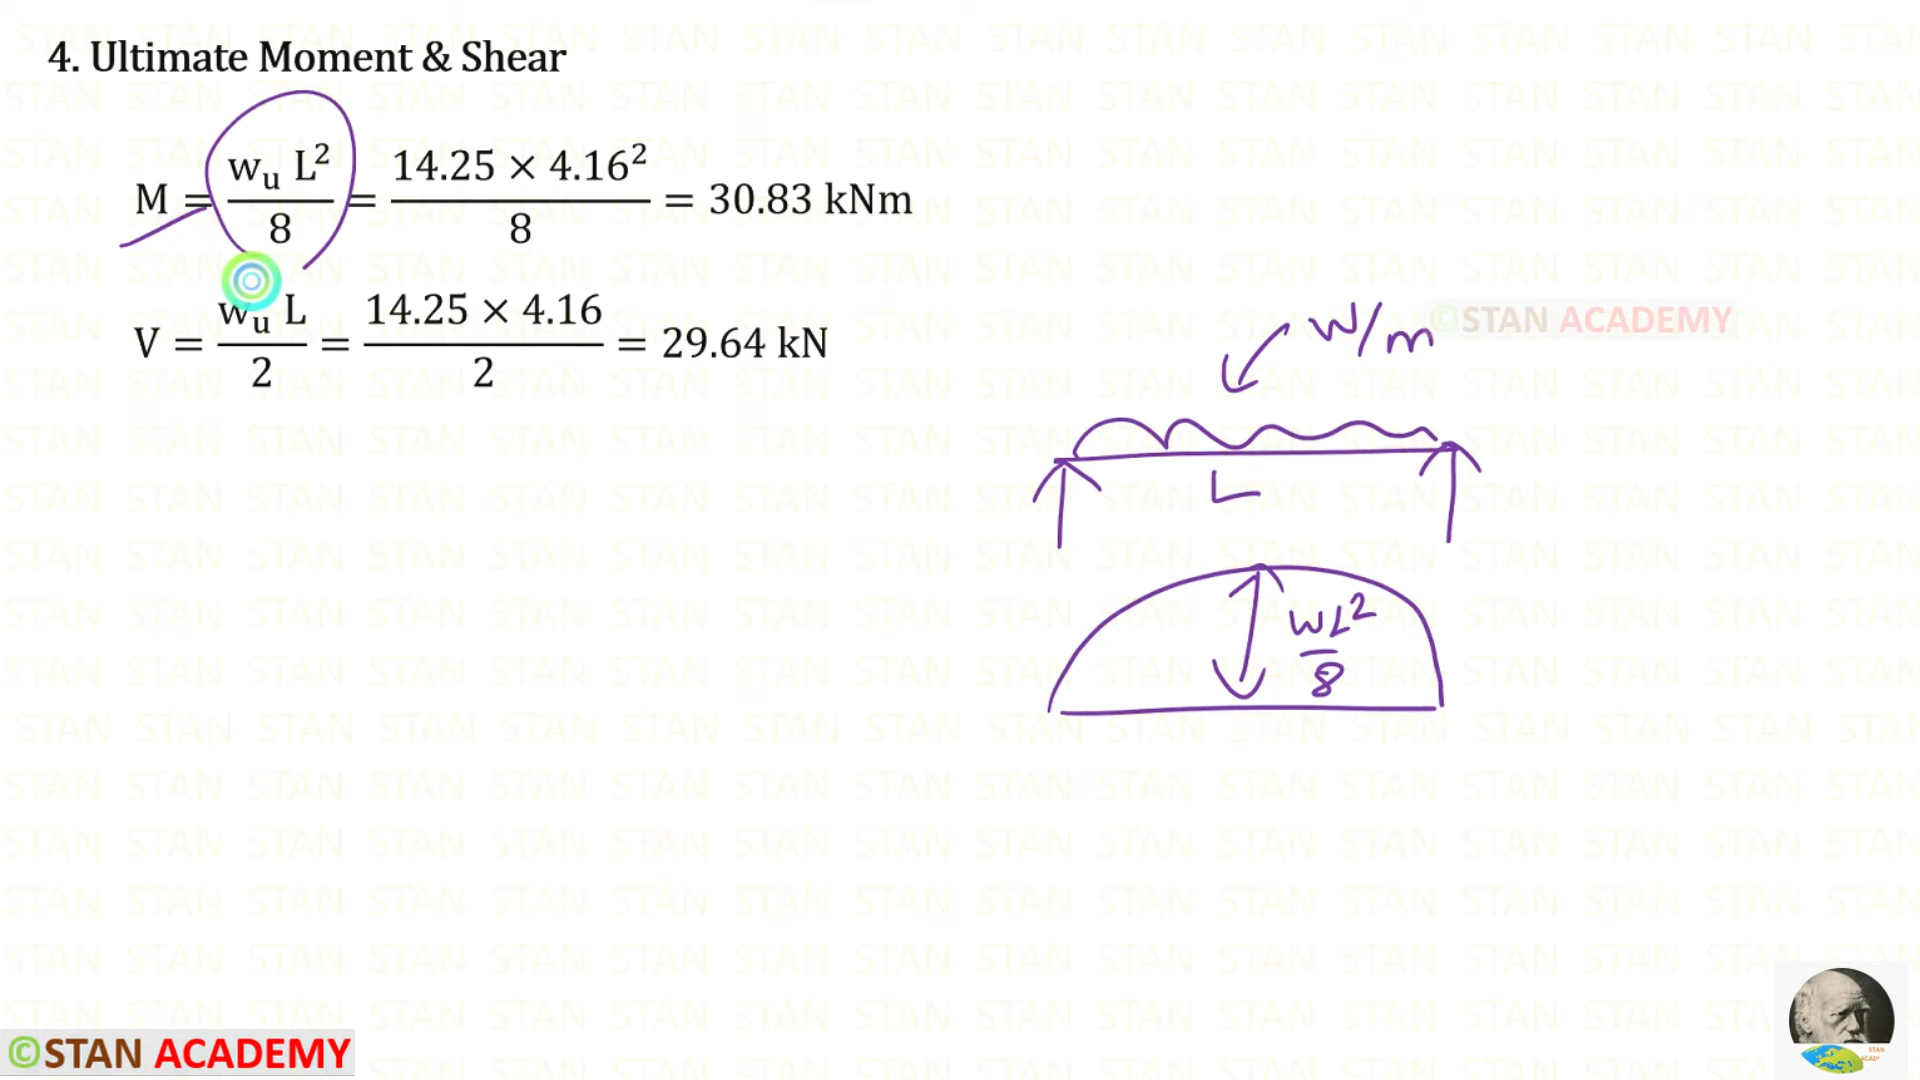 4. Ultimate Moment & Shear
M = wᵤ L² / 8 = 14.25 × 4.16² / 8 = 30.83 kNm
V = wᵤ L / 2 = 14.25 × 4.16 / 2 = 29.64 kN
W/m
©STAN ACADEMY
L
WL² / 8
©STAN ACADEMY
STAN